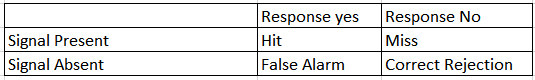 Response yes Response No
Signal Present Hit Miss
Signal Absent False Alarm Correct Rejection